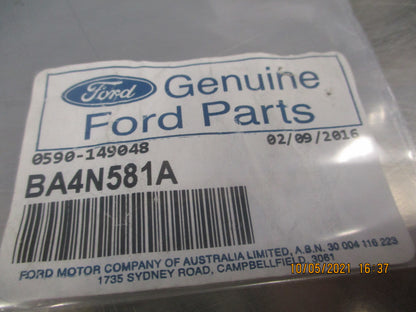 Ford Genuine
Ford Parts
0590-149048 02/09/2016
BA4N581A
FORD MOTOR COMPANY OF AUSTRALIA LIMITED, A.B.N. 30 004 116 223
1735 SYDNEY ROAD, CAMPBELLFIELD, 3061
10/05/2021 16:37